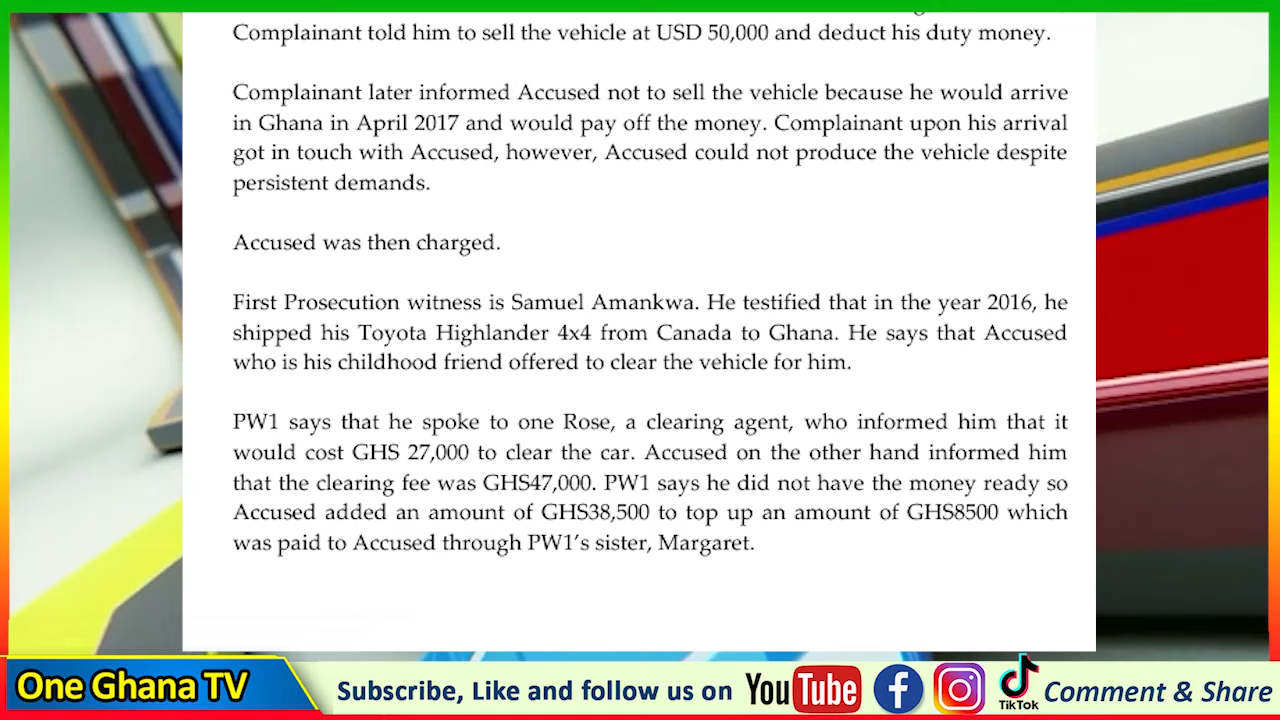 Complainant told him to sell the vehicle at USD 50,000 and deduct his duty money.
Complainant later informed Accused not to sell the vehicle because he would arrive
in Ghana in April 2017 and would pay off the money. Complainant upon his arrival
got in touch with Accused, however, Accused could not produce the vehicle despite
persistent demands.
Accused was then charged.
First Prosecution witness is Samuel Amankwa. He testified that in the year 2016, he
shipped his Toyota Highlander 4x4 from Canada to Ghana. He says that Accused
who is his childhood friend offered to clear the vehicle for him.
PW1 says that he spoke to one Rose, a clearing agent, who informed him that it
would cost GHS 27,000 to clear the car. Accused on the other hand informed him
that the clearing fee was GHS47,000. PW1 says he did not have the money ready so
Accused added an amount of GHS38,500 to top up an amount of GHS8500 which
was paid to Accused through PW1's sister, Margaret.
One Ghana TV
Subscribe, Like and follow us on YouTube TikTok Comment & Share